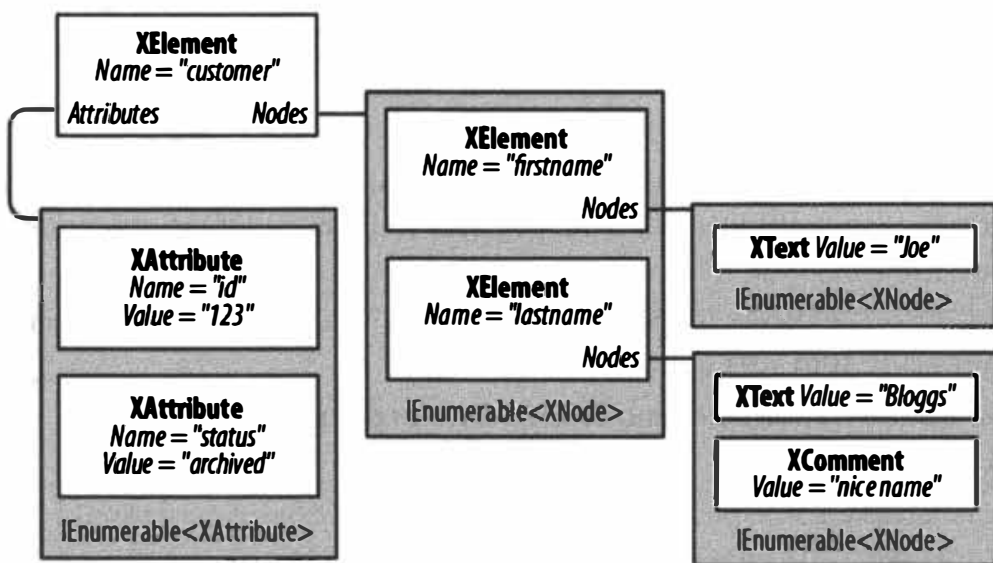 XElement
Name = "customer"
Attributes Nodes
XElement
Name = "firstname"
Nodes
XElement
Name = "lastname"
Nodes
IEnumerable<XNode>
XAttribute
Name = "id"
Value = "123"
XAttribute
Name = "status"
Value = "archived"
IEnumerable<XAttribute>
XText Value = "Joe"
IEnumerable<XNode>
XText Value = "Bloggs"
XComment
Value = "nice name"
IEnumerable<XNode>